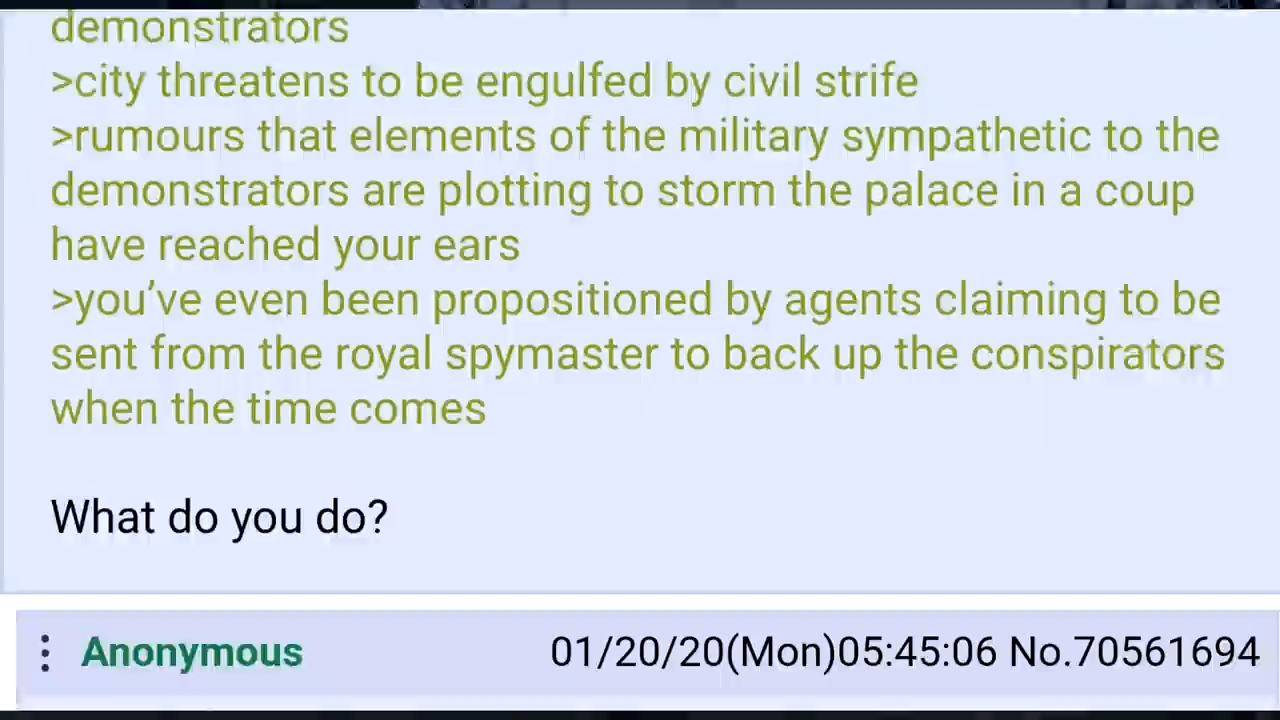 demonstrators
>city threatens to be engulfed by civil strife
>rumours that elements of the military sympathetic to the
demonstrators are plotting to storm the palace in a coup
have reached your ears
>you’ve even been propositioned by agents claiming to be
sent from the royal spymaster to back up the conspirators
when the time comes
What do you do?
Anonymous 01/20/20(Mon)05:45:06 No.70561694